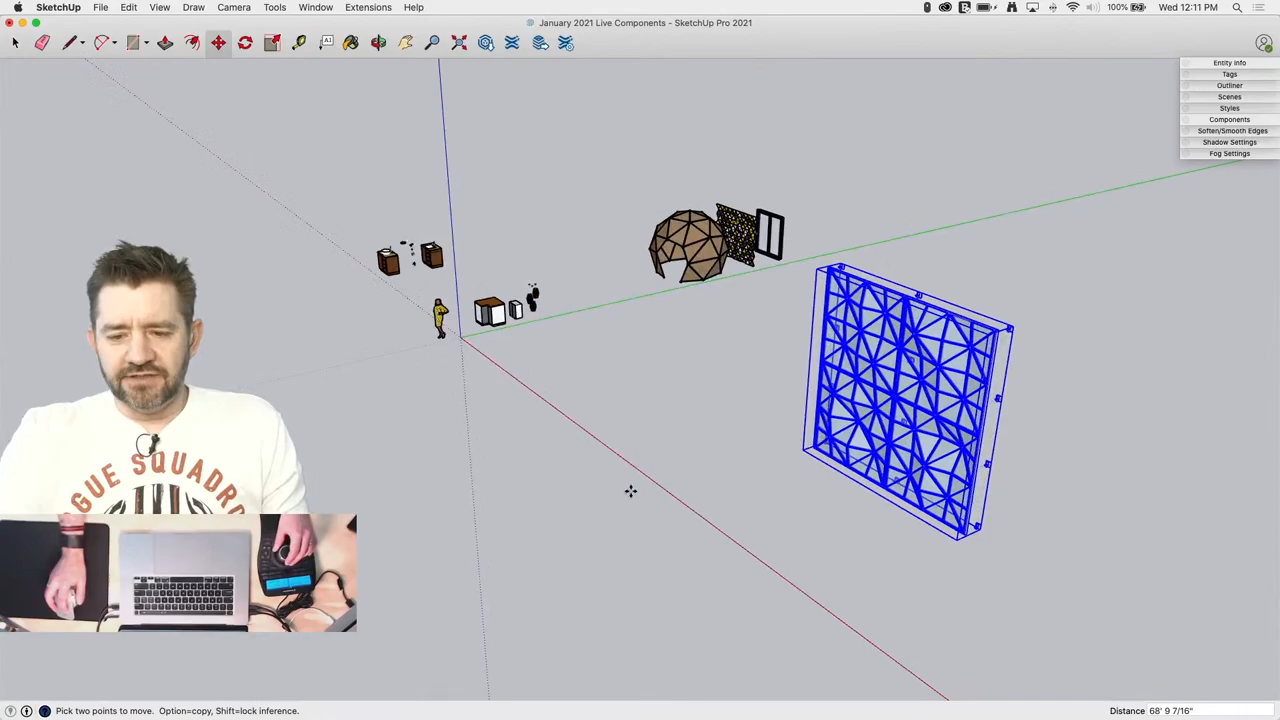 SketchUp File Edit View Draw Camera Tools Window Extensions Help 100% Wed 12:11 PM
January 2021 Live Components - SketchUp Pro 2021
Entity Info
Tags
Outliner
Scenes
Styles
Components
Soften/Smooth Edges
Shadow Settings
Fog Settings
OGUE SQUADRO
Pick two points to move. Option=copy, Shift=lock inference. Distance 68' 9 7/16"